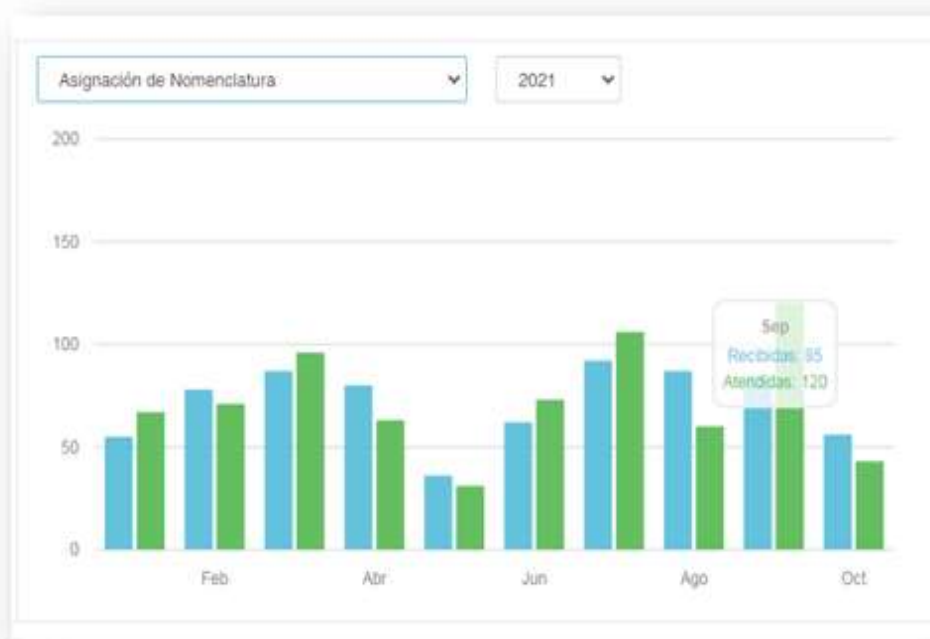 Asignación de Nomenclatura
2021
200
150
100
50
0
Sep
Recibidas: 85
Atendidas: 120
Feb
Abr
Jun
Ago
Oct